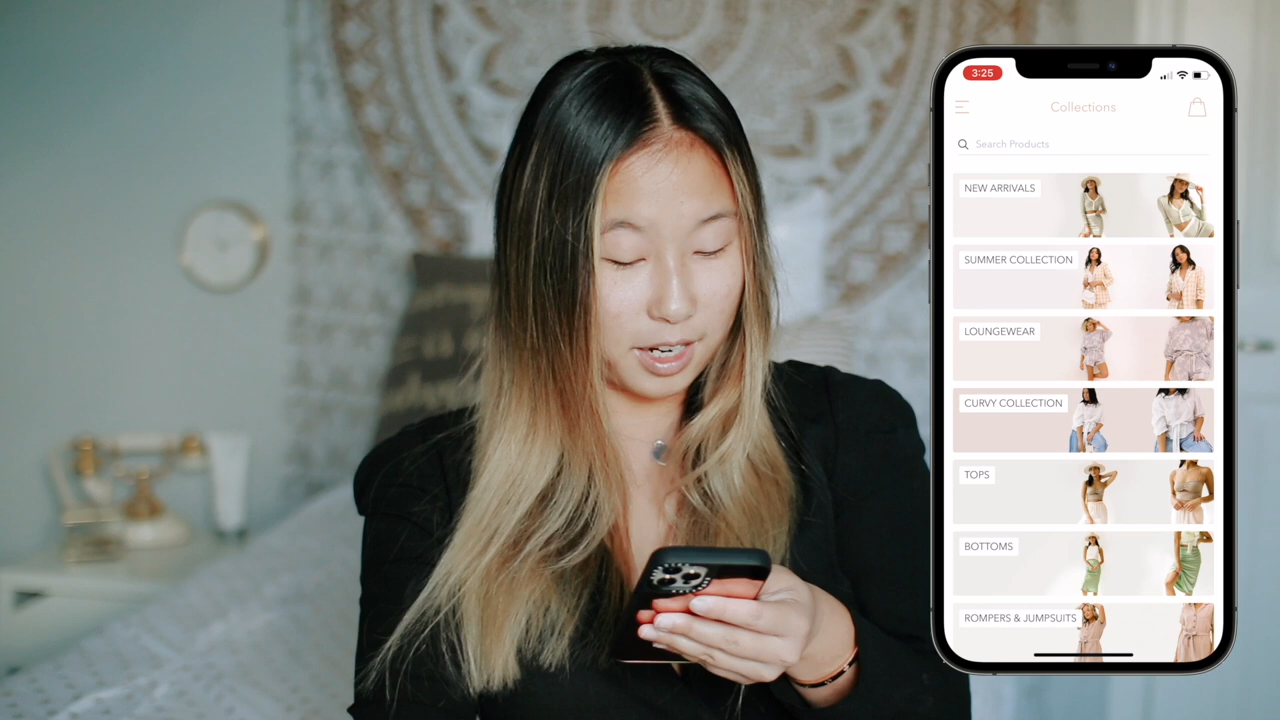 3:25
Collections
Search Products
NEW ARRIVALS
SUMMER COLLECTION
LOUNGEWEAR
CURVY COLLECTION
TOPS
BOTTOMS
ROMPERS & JUMPSUITS